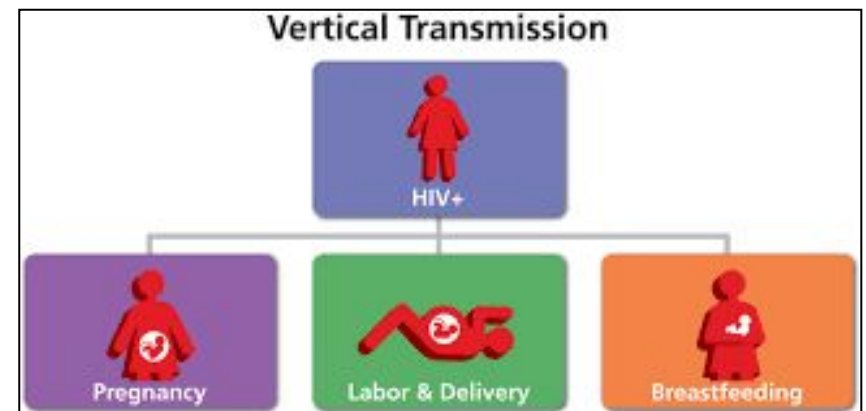 Vertical Transmission
HIV+
Pregnancy
Labor & Delivery
Breastfeeding